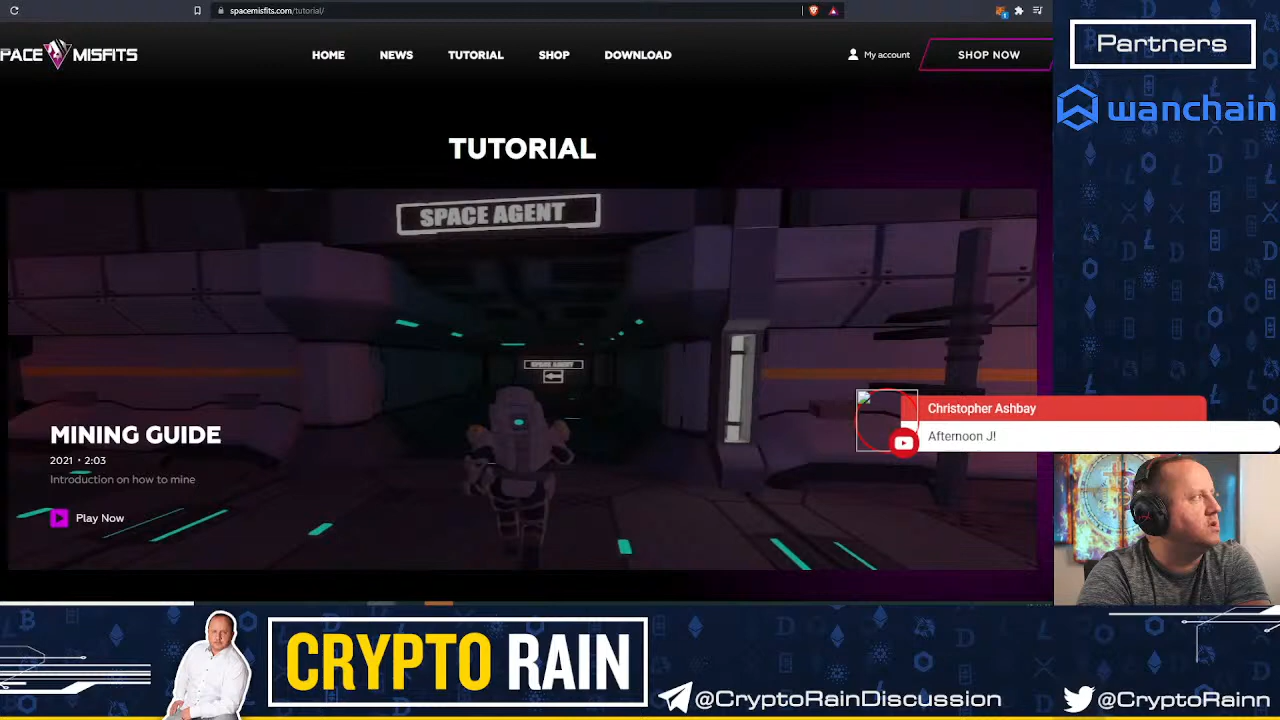 spacemisfits.com/tutorial/
PACE MISFITS
HOME
NEWS
TUTORIAL
SHOP
DOWNLOAD
My account
SHOP NOW
Partners
wanchain
TUTORIAL
SPACE AGENT
SPACE AGENT
MINING GUIDE
2021 • 2:03
Introduction on how to mine
Play Now
Christopher Ashbay
Afternoon J!
CRYPTO RAIN
@CryptoRainDiscussion
@CryptoRainn